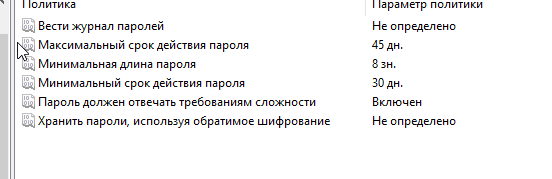 Политика Параметр политики
Вести журнал паролей Не определено
Максимальный срок действия пароля 45 дн.
Минимальная длина пароля 8 зн.
Минимальный срок действия пароля 30 дн.
Пароль должен отвечать требованиям сложности Включен
Хранить пароли, используя обратимое шифрование Не определено